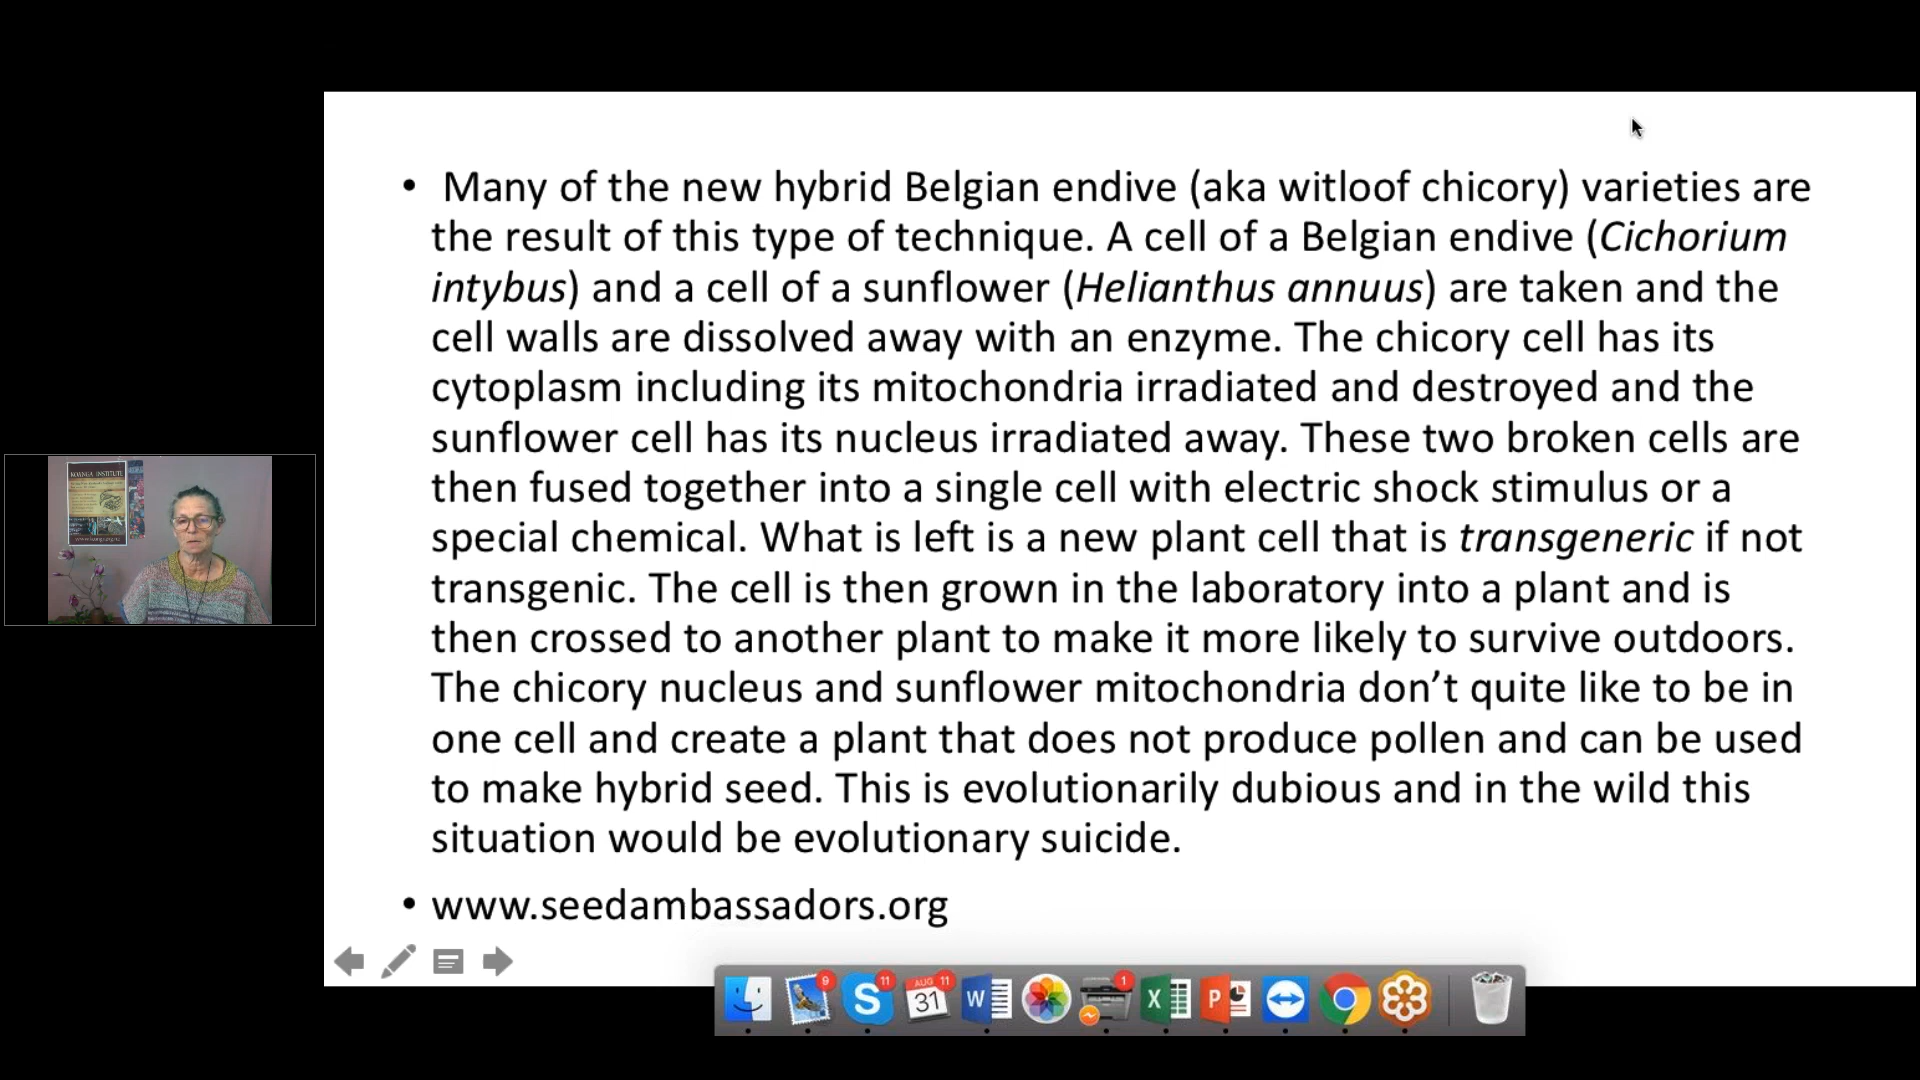 • Many of the new hybrid Belgian endive (aka witloof chicory) varieties are
the result of this type of technique. A cell of a Belgian endive (Cichorium
intybus) and a cell of a sunflower (Helianthus annuus) are taken and the
cell walls are dissolved away with an enzyme. The chicory cell has its
cytoplasm including its mitochondria irradiated and destroyed and the
sunflower cell has its nucleus irradiated away. These two broken cells are
then fused together into a single cell with electric shock stimulus or a
special chemical. What is left is a new plant cell that is transgeneric if not
transgenic. The cell is then grown in the laboratory into a plant and is
then crossed to another plant to make it more likely to survive outdoors.
The chicory nucleus and sunflower mitochondria don’t quite like to be in
one cell and create a plant that does not produce pollen and can be used
to make hybrid seed. This is evolutionarily dubious and in the wild this
situation would be evolutionary suicide.
• www.seedambassadors.org
KOANGA INSTITUTE
9
11
AUG 11
31
1